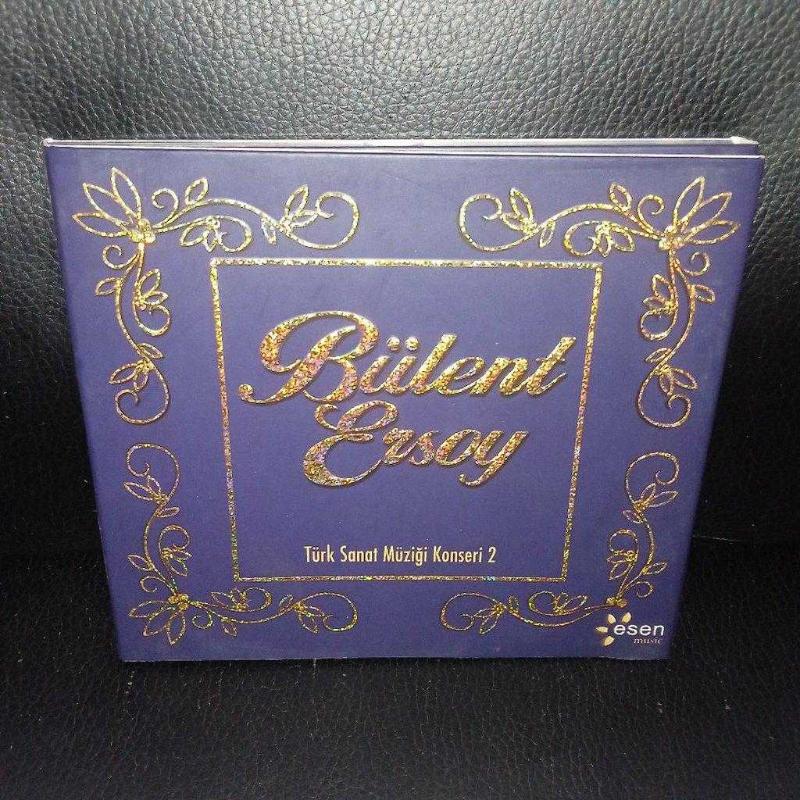 Bülent
Ersoy
Türk Sanat Müziği Konseri 2
esen
music